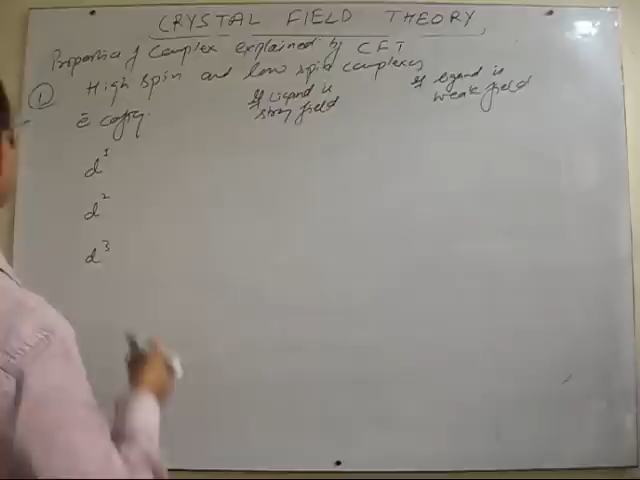 CRYSTAL FIELD THEORY,
Properties of Complex explained by CFT
① High Spin and low spin complexes
ē config. If Ligand is strong field If ligand is weak field
d¹
d²
d³